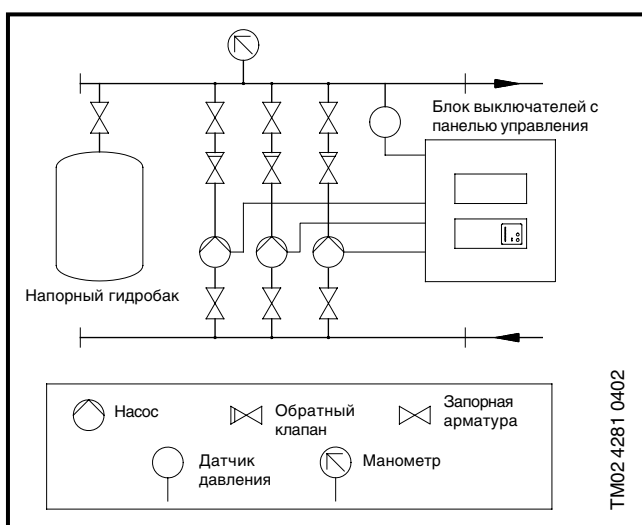 Блок выключателей с
панелью управления
Напорный гидробак
Насос
Обратный
клапан
Запорная
арматура
Датчик
давления
Манометр
TM02 4281 0402